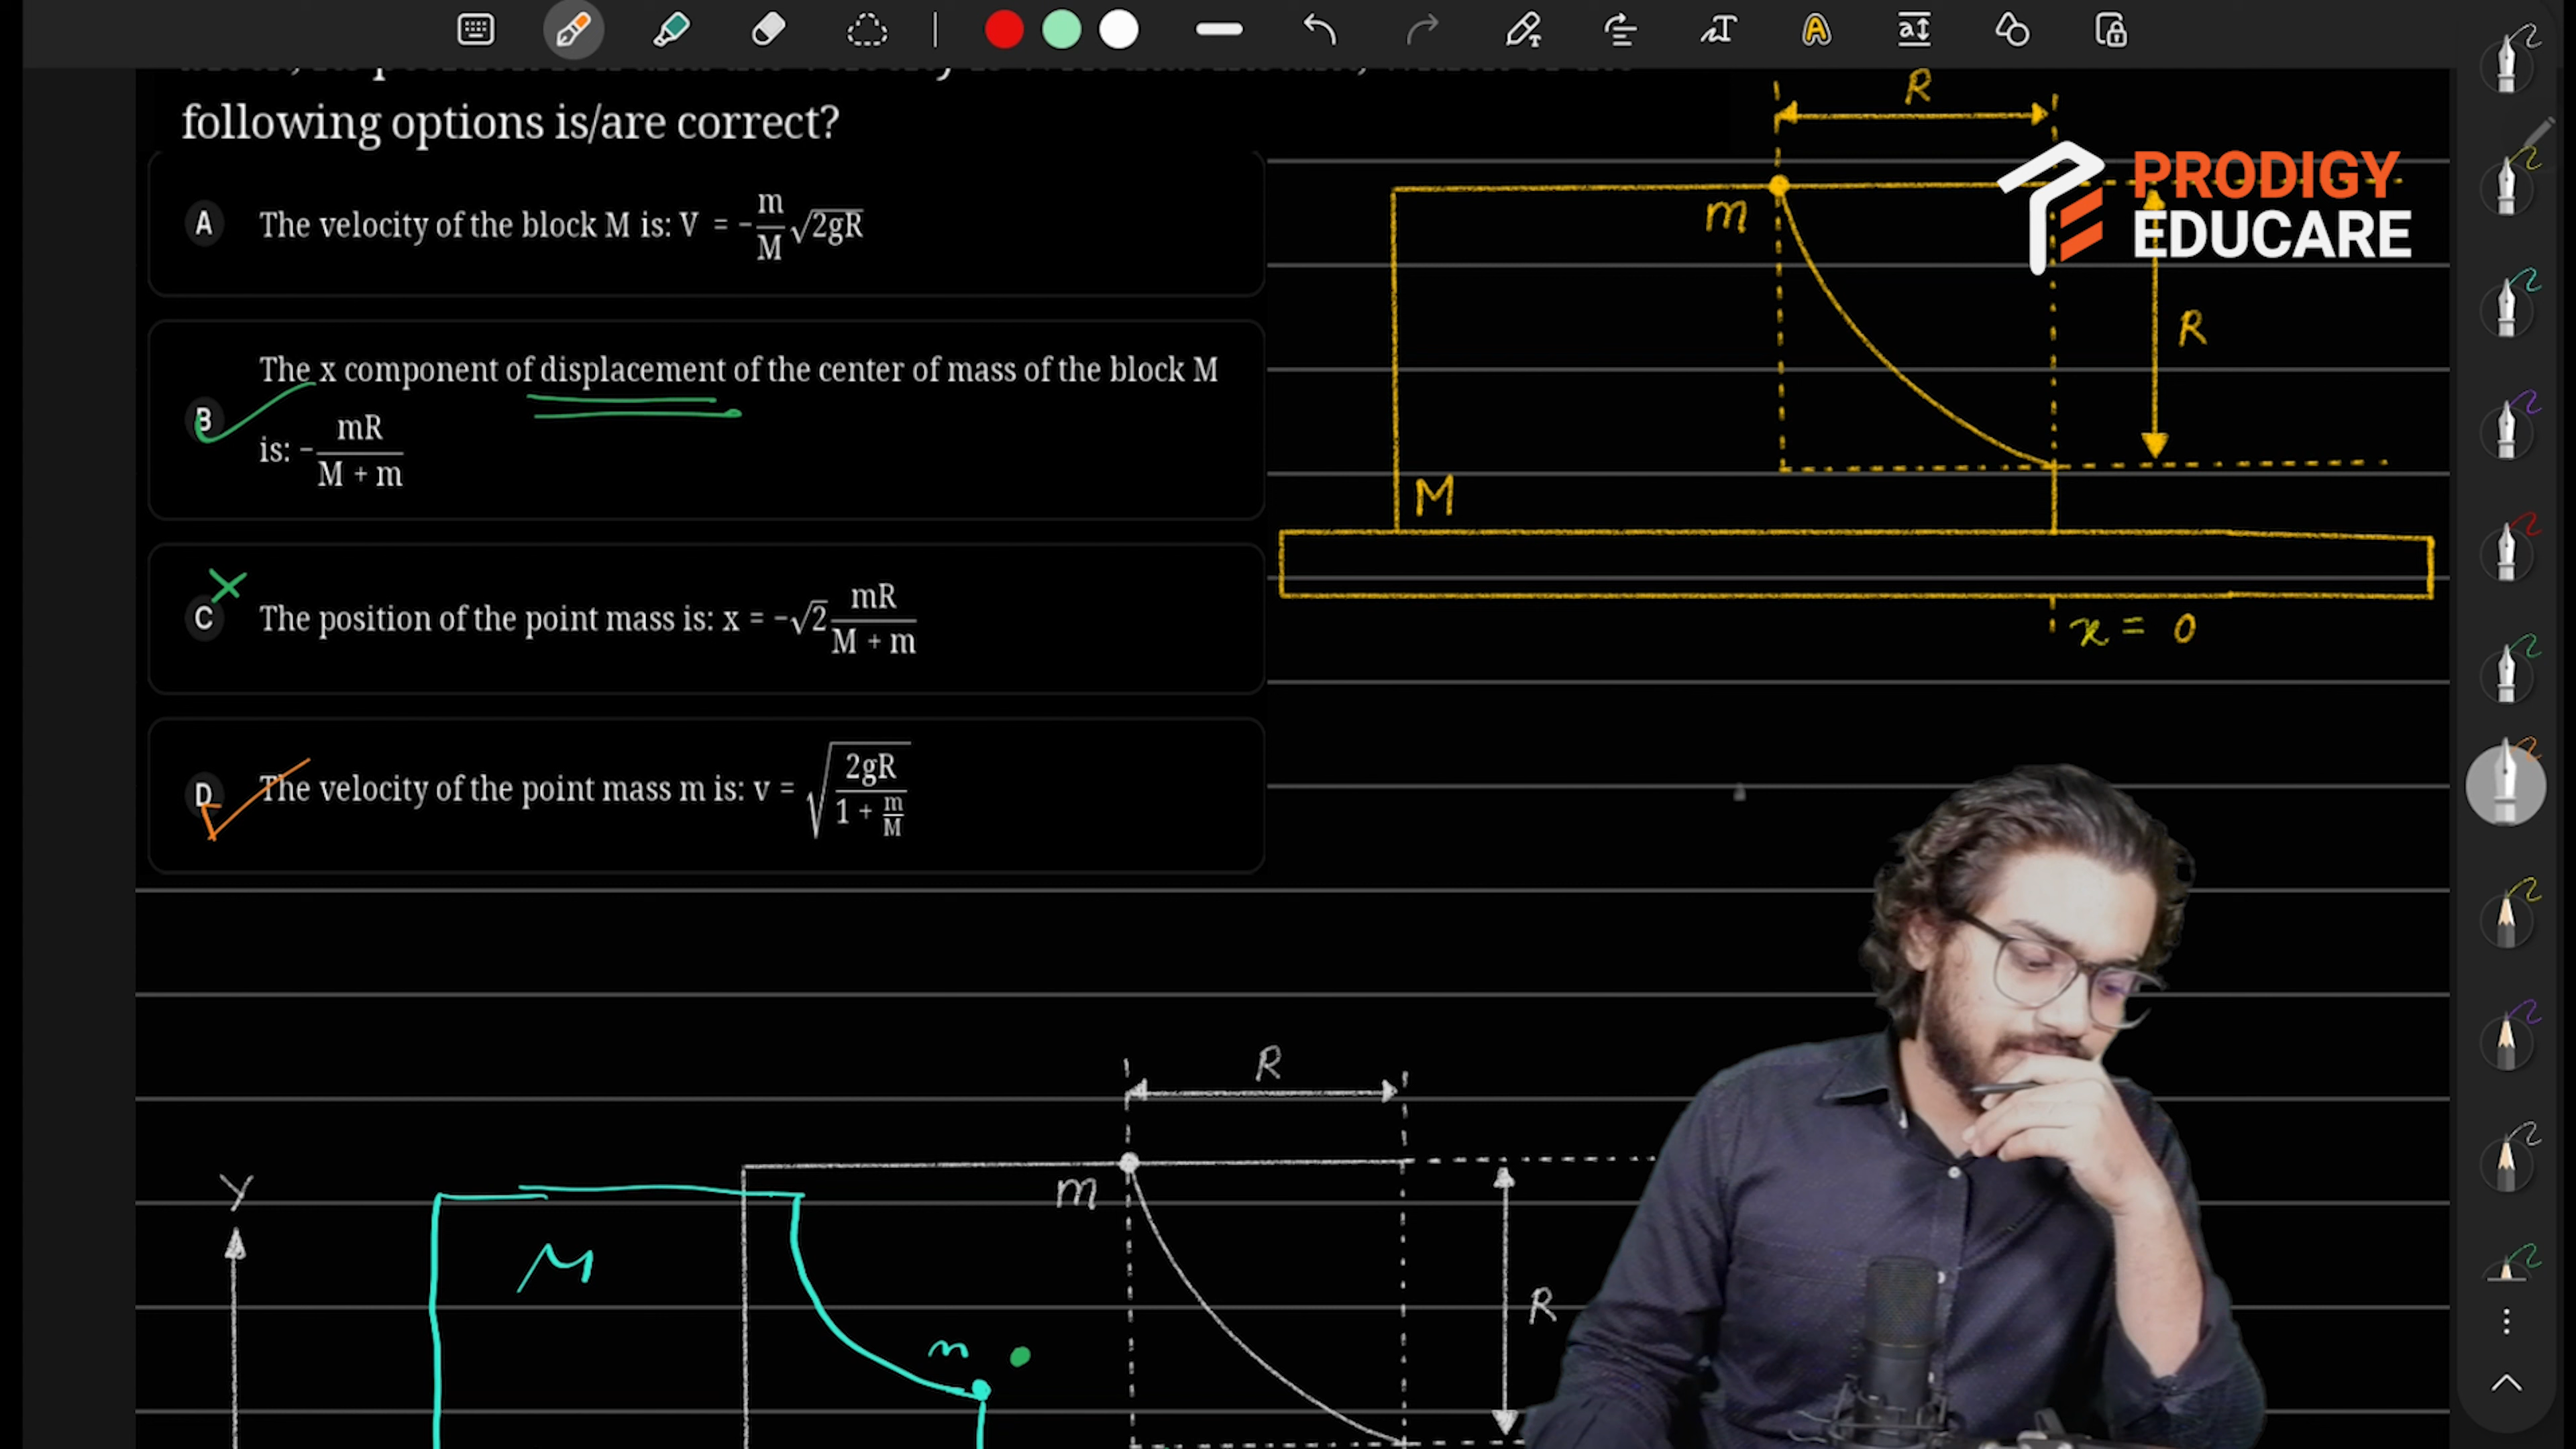 following options is/are correct?
A The velocity of the block M is: V = -m/M √2gR
B The x component of displacement of the center of mass of the block M
is: - mR/(M + m)
C The position of the point mass is: x = -√2 mR/(M + m)
D The velocity of the point mass m is: v = √(2gR/(1 + m/M))
R
PRODIGY
EDUCARE
m
R
M
x = 0
R
Y
m
M
R
m